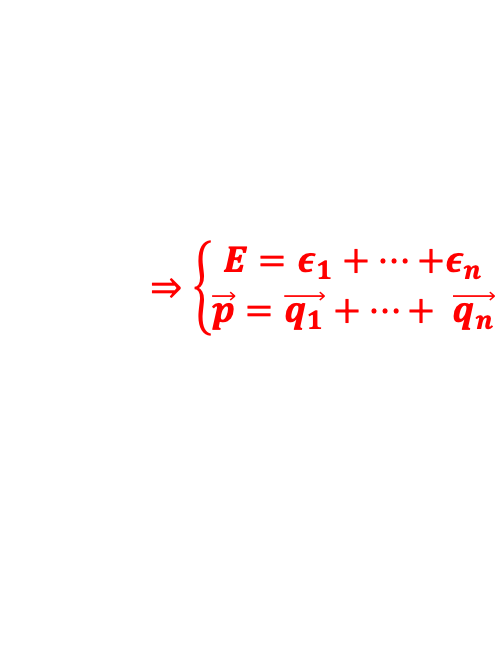 ⇒ { E = ϵ₁ + ⋯ + ϵₙ
p⃗ = q₁⃗ + ⋯ + qₙ⃗